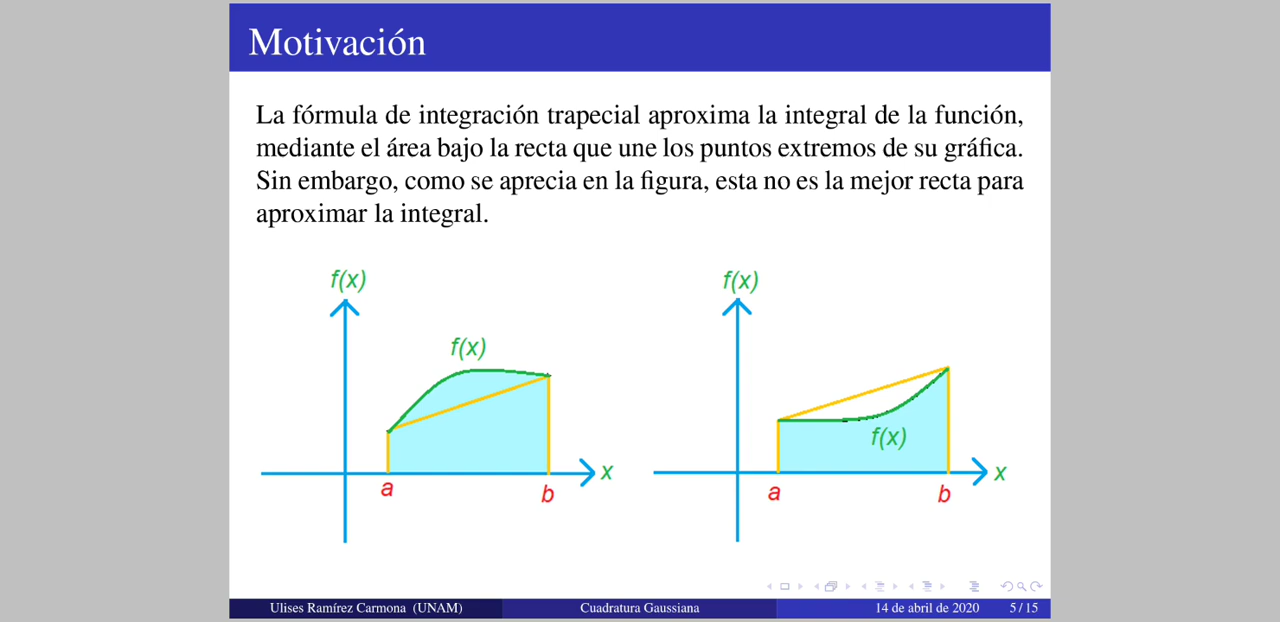 Motivación
La fórmula de integración trapecial aproxima la integral de la función,
mediante el área bajo la recta que une los puntos extremos de su gráfica.
Sin embargo, como se aprecia en la figura, esta no es la mejor recta para
aproximar la integral.
f(x)
f(x)
x
a
b
f(x)
f(x)
x
a
b
Ulises Ramírez Carmona (UNAM)
Cuadratura Gaussiana
14 de abril de 2020
5 / 15